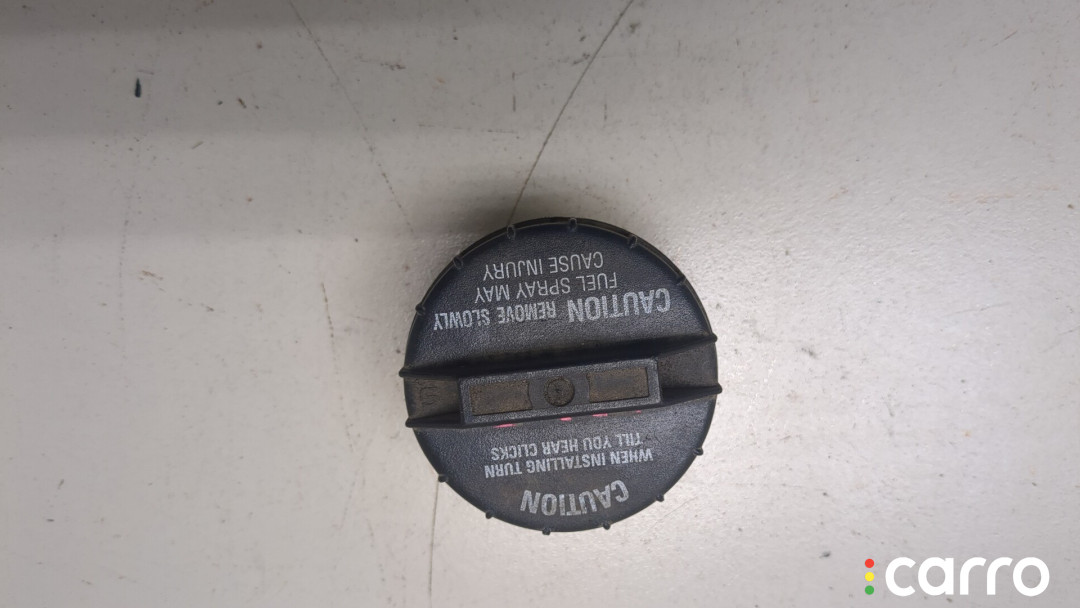 CAUTION
WHEN INSTALLING TURN
TILL YOU HEAR CLICKS
CAUTION REMOVE SLOWLY
FUEL SPRAY MAY
CAUSE INJURY
carro